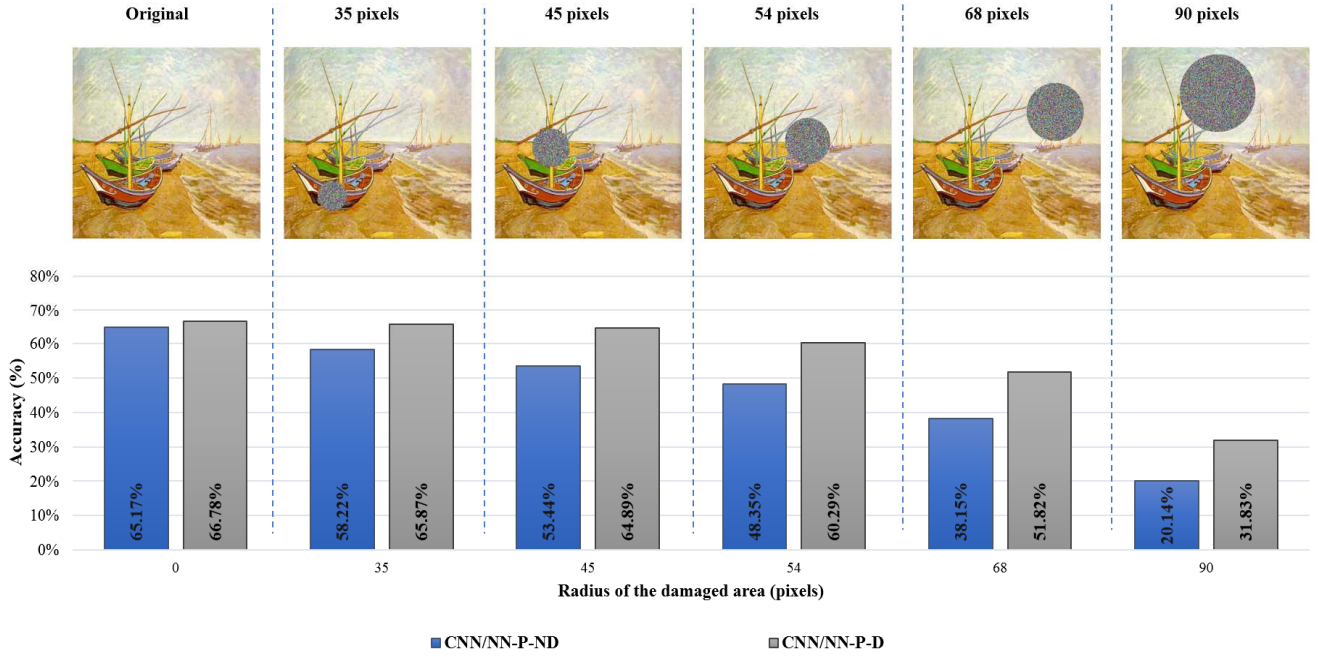 Original 35 pixels 45 pixels 54 pixels 68 pixels 90 pixels
80%
70%
60%
50%
40%
30%
20%
10%
0%
Accuracy (%)
65.17% 66.78% 58.22% 65.87% 53.44% 64.89% 48.35% 60.29% 38.15% 51.82% 20.14% 31.83%
0 35 45 54 68 90
Radius of the damaged area (pixels)
CNN/NN-P-ND CNN/NN-P-D